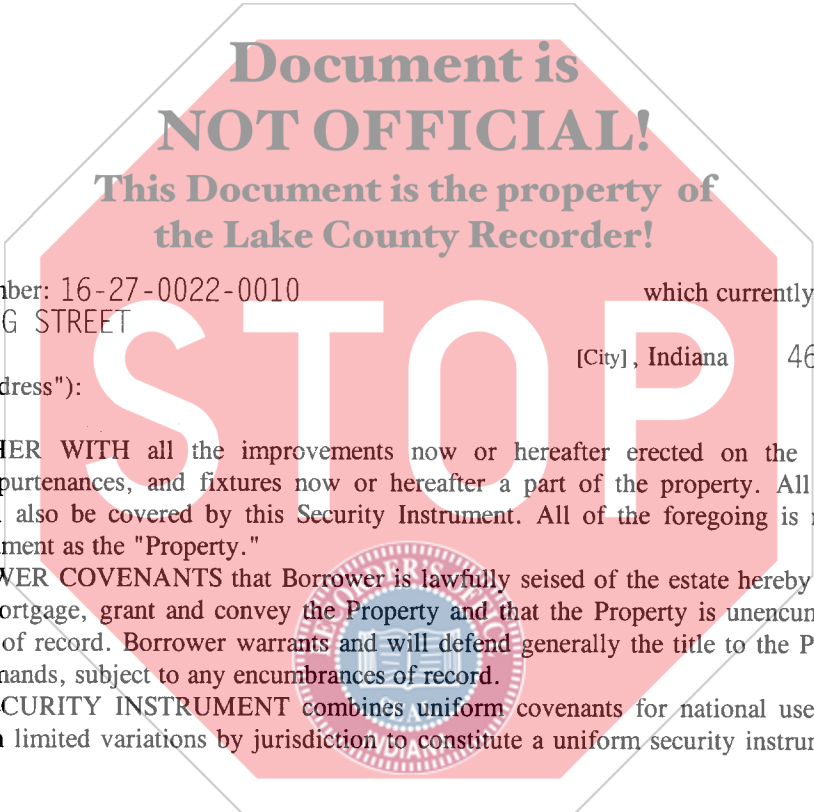 Document is
NOT OFFICIAL!
This Document is the property of
the Lake County Recorder!
nber: 16-27-0022-0010 which currently
G STREET
[City], Indiana 46
dress"):
STOP
HER WITH all the improvements now or hereafter erected on the
purtenances, and fixtures now or hereafter a part of the property. All
also be covered by this Security Instrument. All of the foregoing is
ment as the "Property."
WER COVENANTS that Borrower is lawfully seised of the estate hereby
ortgage, grant and convey the Property and that the Property is unencum
of record. Borrower warrants and will defend generally the title to the P
mands, subject to any encumbrances of record.
CURITY INSTRUMENT combines uniform covenants for national use
limited variations by jurisdiction to constitute a uniform security instrum
INDIANA